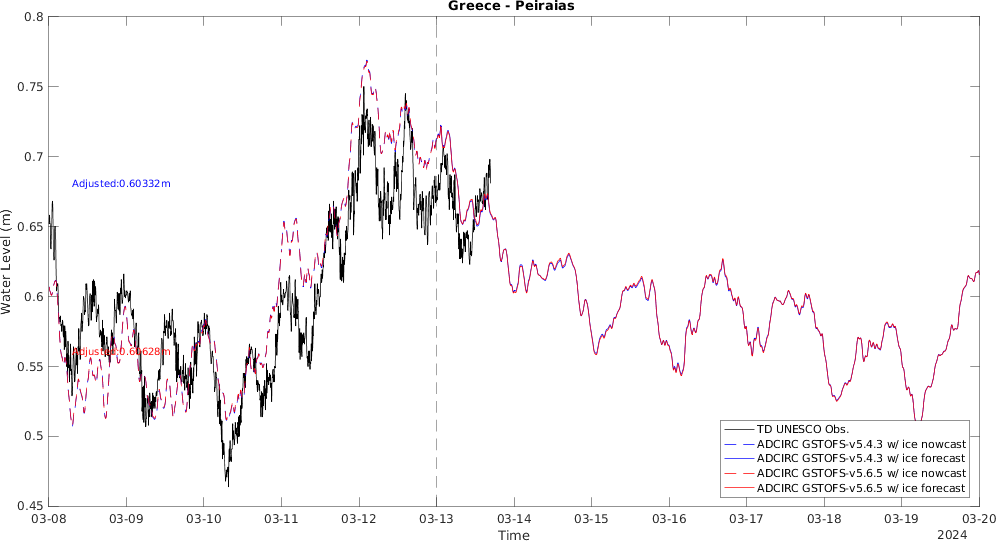 Greece - Peiraias
0.8
0.75
0.7
0.65
0.6
0.55
0.5
0.45
Water Level (m)
Adjusted:0.60332m
Adjusted:0.60628m
TD UNESCO Obs.
ADCIRC GSTOFS-v5.4.3 w/ ice nowcast
ADCIRC GSTOFS-v5.4.3 w/ ice forecast
ADCIRC GSTOFS-v5.6.5 w/ ice nowcast
ADCIRC GSTOFS-v5.6.5 w/ ice forecast
03-08 03-09 03-10 03-11 03-12 03-13 03-14 03-15 03-16 03-17 03-18 03-19 03-20
Time
2024